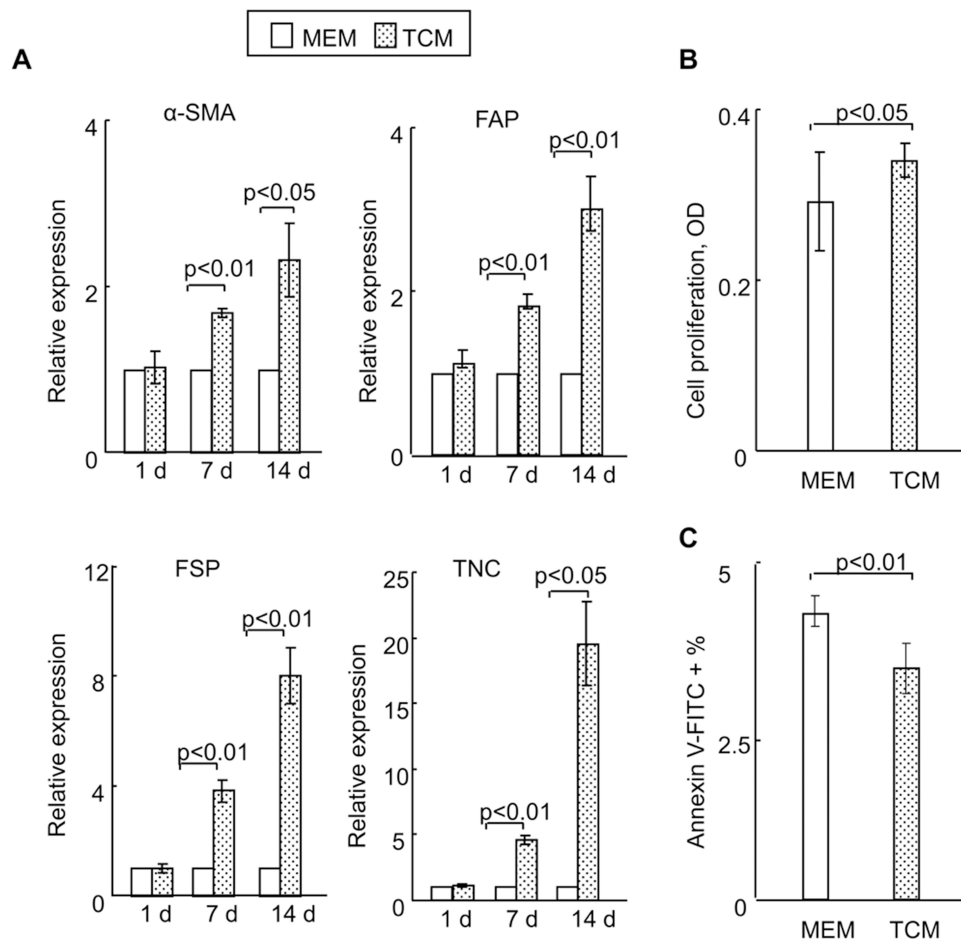 MEM TCM
A
α-SMA
Relative expression
4
2
0
p<0.01
p<0.05
1 d 7 d 14 d
FAP
Relative expression
4
2
0
p<0.01
p<0.01
1 d 7 d 14 d
FSP
Relative expression
12
8
4
0
p<0.01
p<0.01
1 d 7 d 14 d
TNC
Relative expression
25
20
15
10
5
0
p<0.01
p<0.05
1 d 7 d 14 d
B
Cell proliferation, OD
0.4
0.2
0
p<0.05
MEM TCM
C
Annexin V-FITC + %
5
2.5
0
p<0.01
MEM TCM